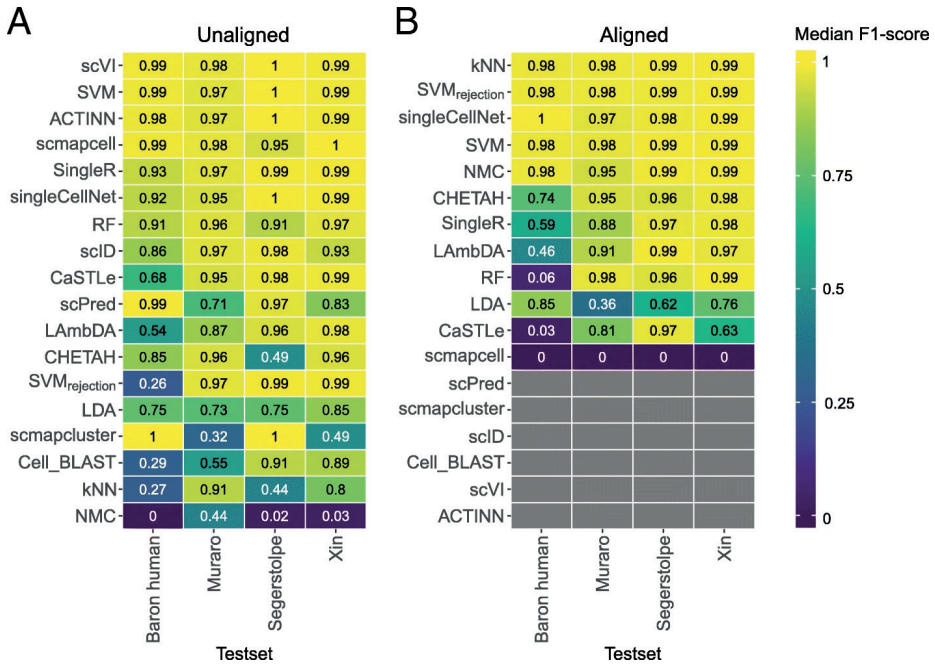 A
B
Unaligned
Aligned
Median F1-score
scVI 0.99 0.98 1 0.99
SVM 0.99 0.97 1 0.99
ACTINN 0.98 0.97 1 0.99
scmapcell 0.99 0.98 0.95 1
SingleR 0.93 0.97 0.99 0.99
singleCellNet 0.92 0.95 1 0.99
RF 0.91 0.96 0.91 0.97
scID 0.86 0.97 0.98 0.93
CaSTLe 0.68 0.95 0.98 0.99
scPred 0.99 0.71 0.97 0.83
LAmbDA 0.54 0.87 0.96 0.98
CHETAH 0.85 0.96 0.49 0.96
SVMrejection 0.26 0.97 0.99 0.99
LDA 0.75 0.73 0.75 0.85
scmapcluster 1 0.32 1 0.49
Cell_BLAST 0.29 0.55 0.91 0.89
kNN 0.27 0.91 0.44 0.8
NMC 0 0.44 0.02 0.03
Baron human
Muraro
Segerstolpe
Xin
Testset
kNN 0.98 0.98 0.99 0.99
SVMrejection 0.98 0.98 0.99 0.99
singleCellNet 1 0.97 0.98 0.99
SVM 0.98 0.98 0.99 0.99
NMC 0.98 0.95 0.99 0.99
CHETAH 0.74 0.95 0.96 0.98
SingleR 0.59 0.88 0.97 0.98
LAmbDA 0.46 0.91 0.99 0.97
RF 0.06 0.98 0.96 0.99
LDA 0.85 0.36 0.62 0.76
CaSTLe 0.03 0.81 0.97 0.63
scmapcell 0 0 0 0
scPred
scmapcluster
scID
Cell_BLAST
scVI
ACTINN
Baron human
Muraro
Segerstolpe
Xin
Testset
1
0.75
0.5
0.25
0